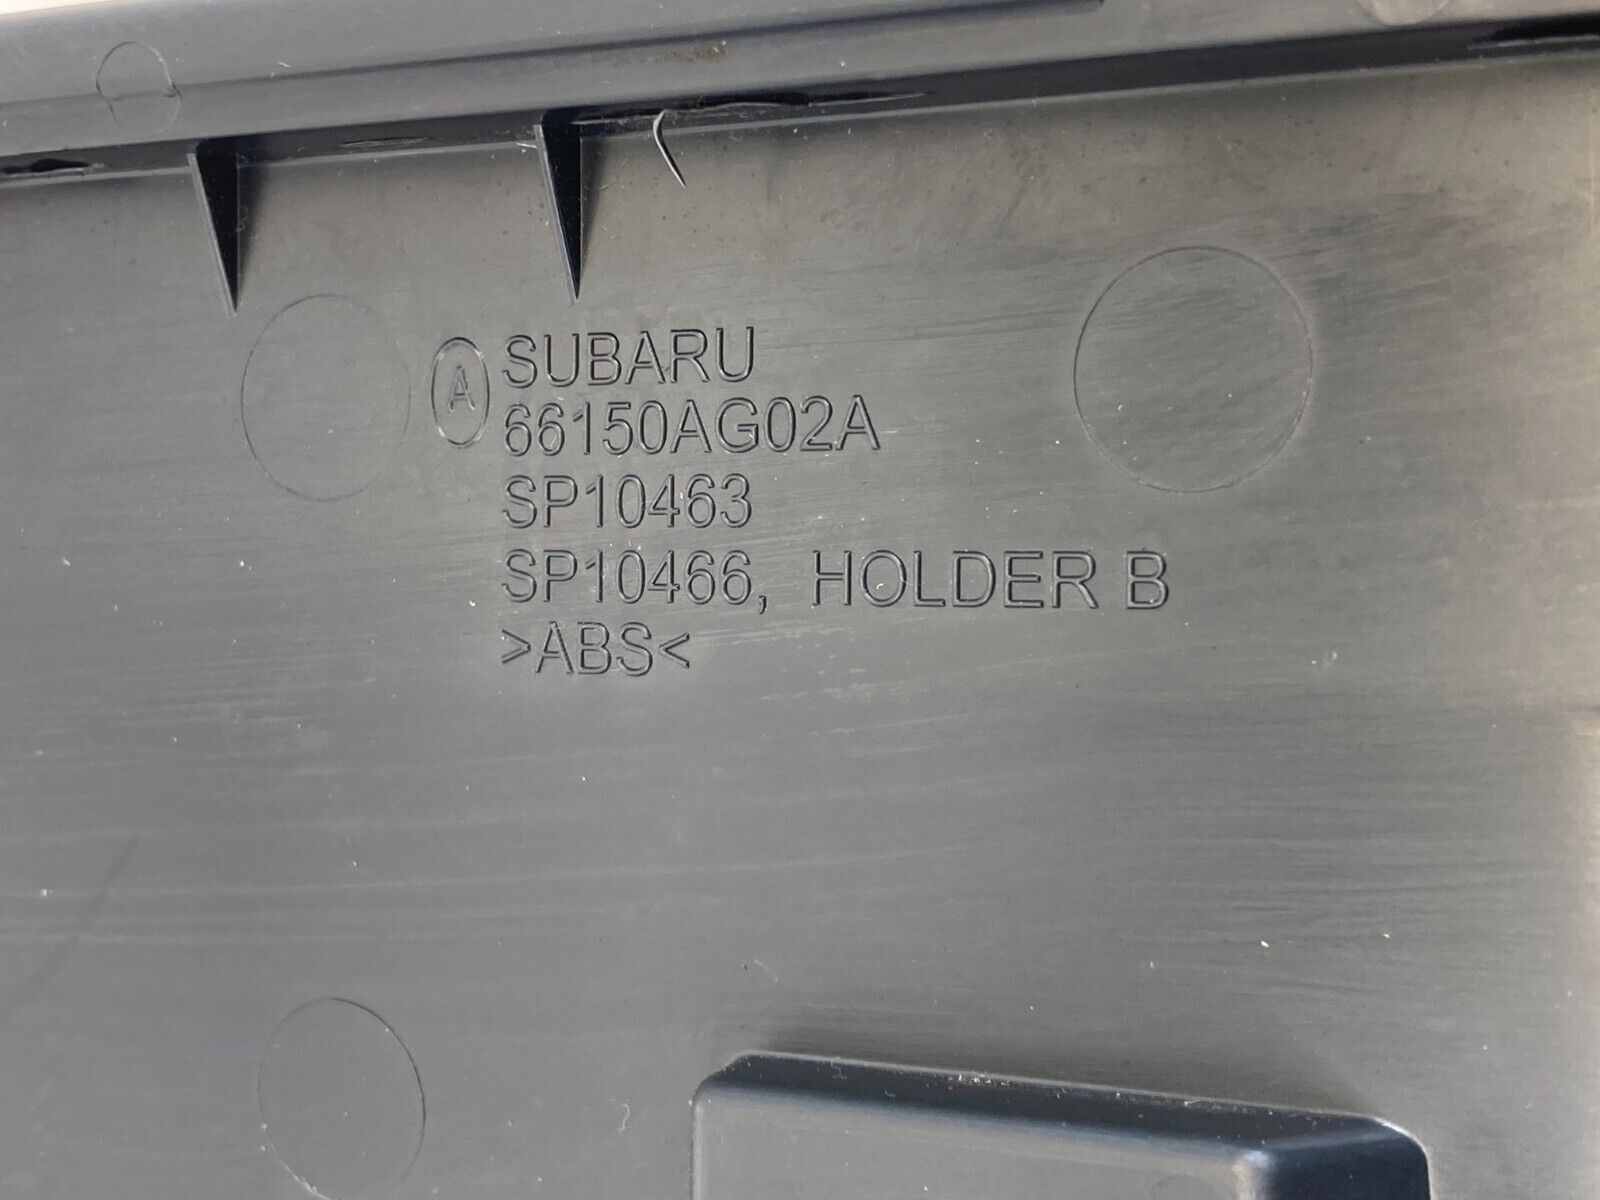 A
SUBARU
66150AG02A
SP10463
SP10466, HOLDER B
>ABS<